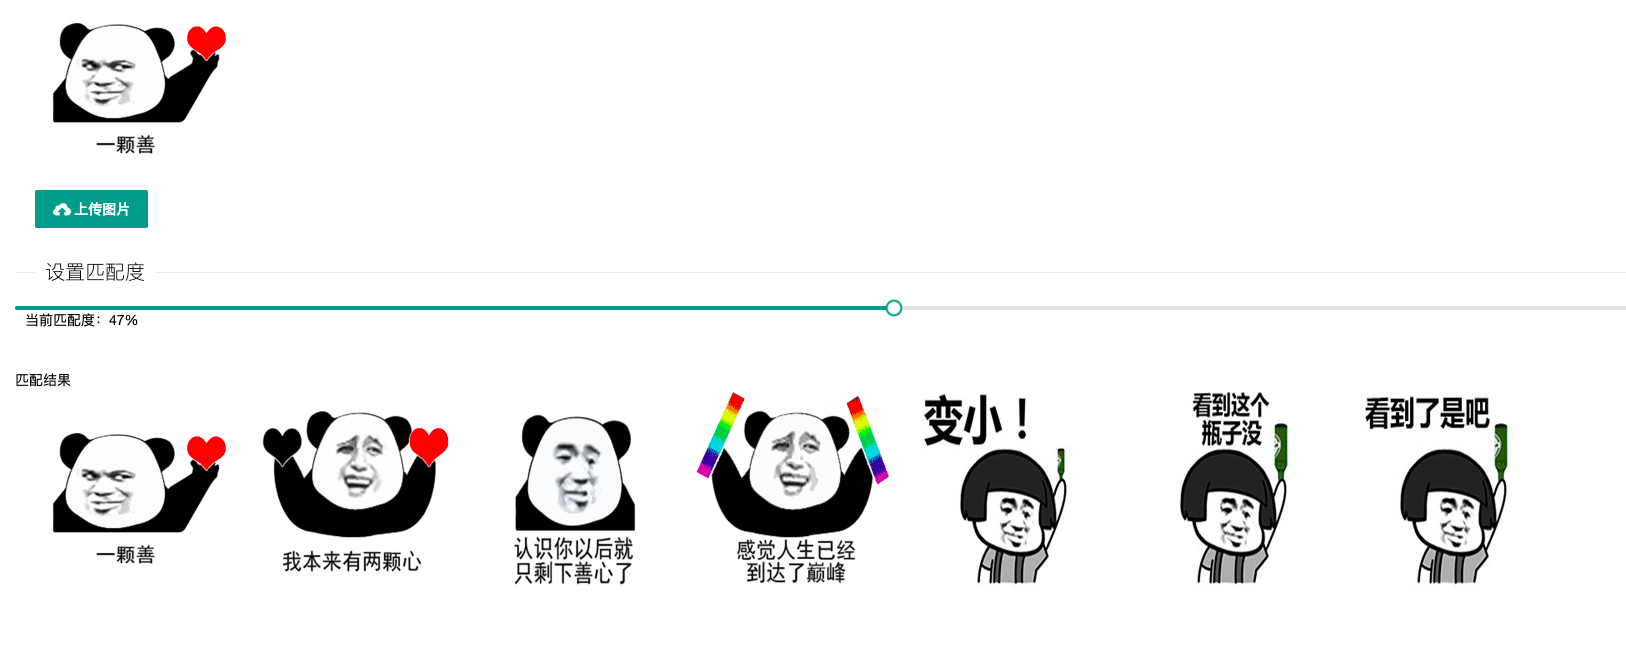 一颗善
上传图片
设置匹配度
当前匹配度：47%
匹配结果
一颗善
我本来有两颗心
认识你以后就
只剩下善心了
感觉人生已经
到达了巅峰
变小！
看到这个
瓶子没
看到了是吧